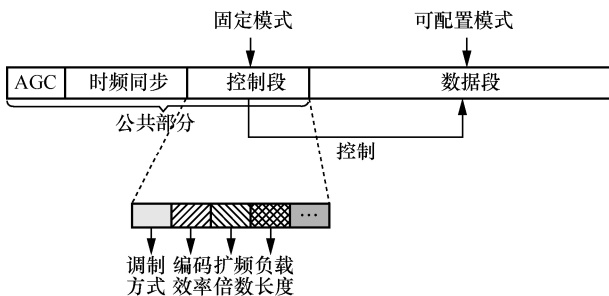 固定模式
可配置模式
AGC
时频同步
控制段
数据段
公共部分
控制
…
调制
方式
编码
效率
扩频
倍数
负载
长度